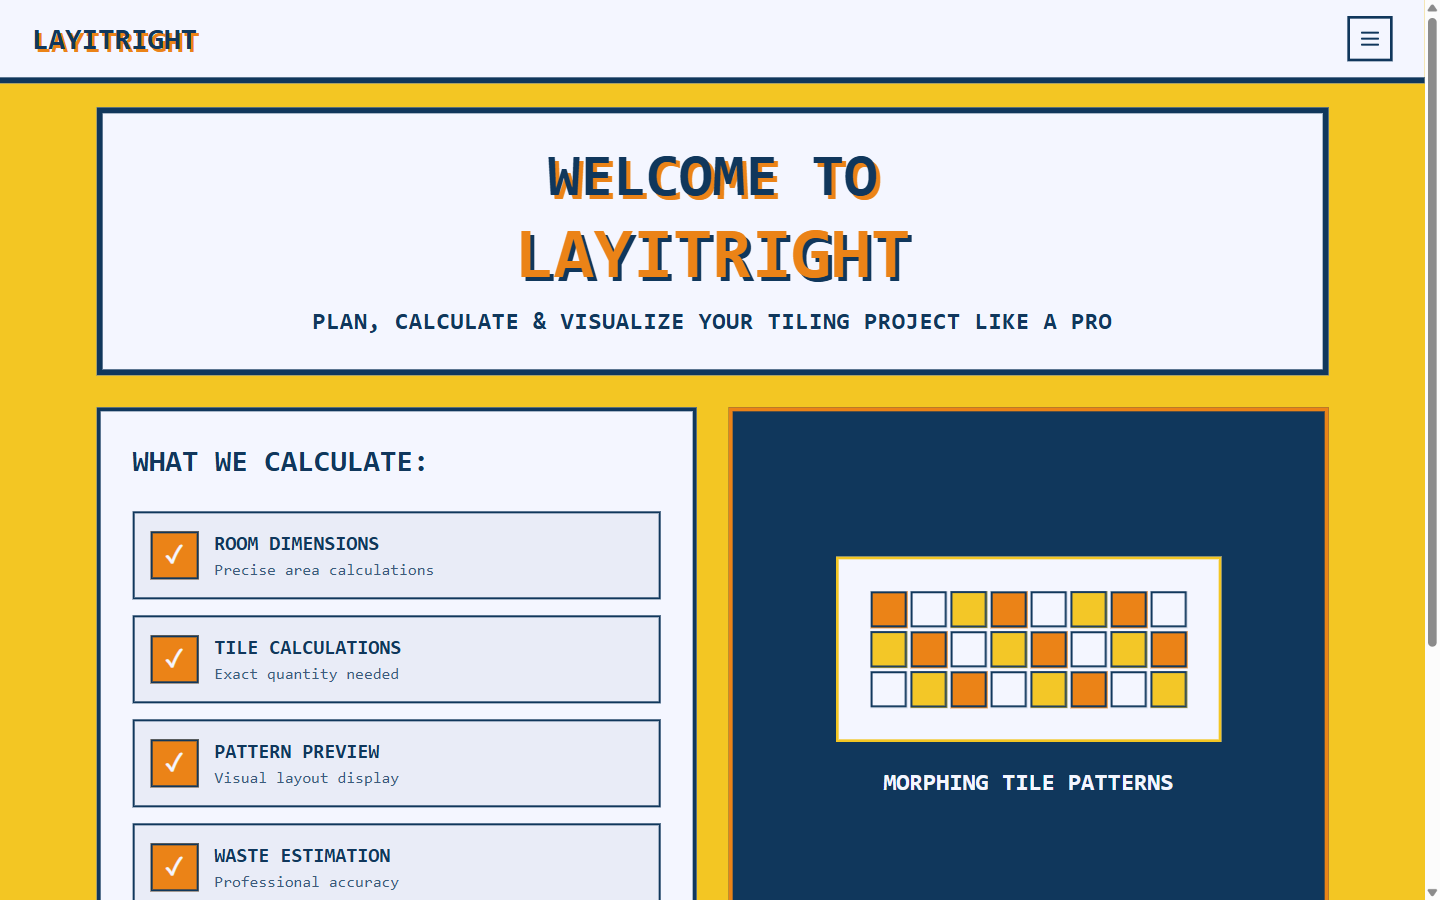 LAYITRIGHT
WELCOME TO
LAYITRIGHT
PLAN, CALCULATE & VISUALIZE YOUR TILING PROJECT LIKE A PRO
WHAT WE CALCULATE:
ROOM DIMENSIONS
Precise area calculations
TILE CALCULATIONS
Exact quantity needed
PATTERN PREVIEW
Visual layout display
WASTE ESTIMATION
Professional accuracy
MORPHING TILE PATTERNS